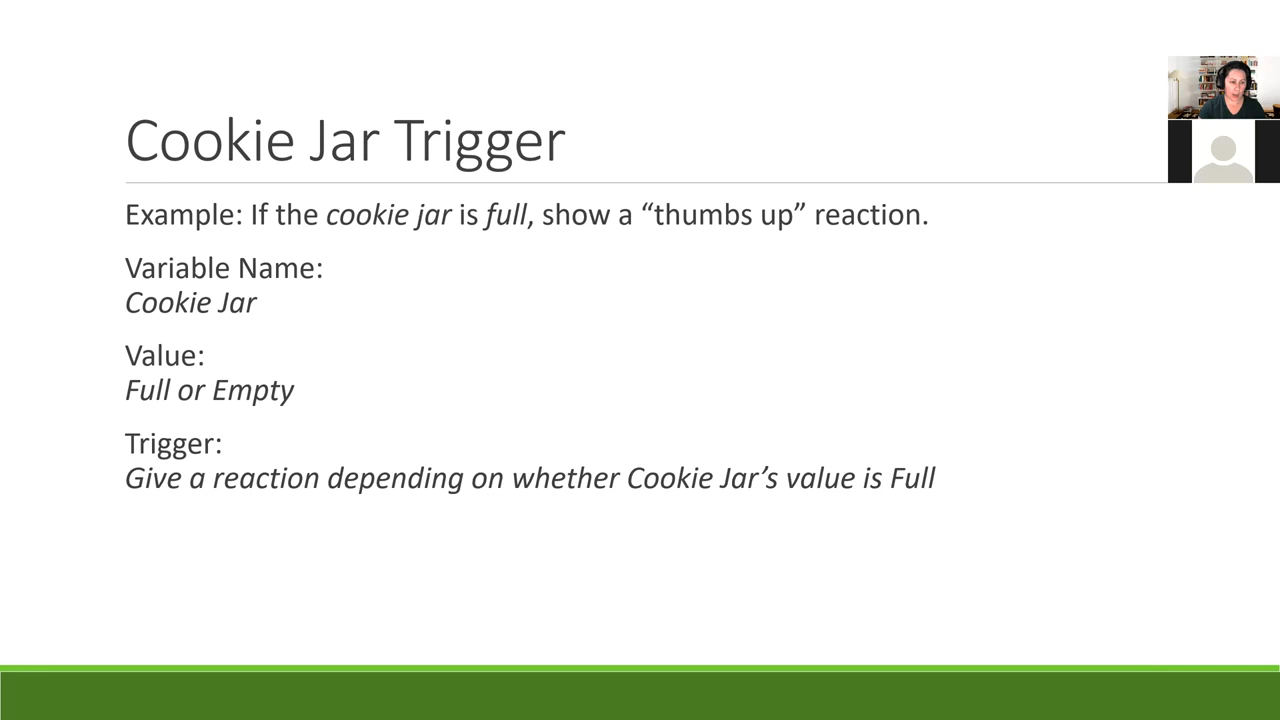 Cookie Jar Trigger
Example: If the cookie jar is full, show a “thumbs up” reaction.
Variable Name:
Cookie Jar
Value:
Full or Empty
Trigger:
Give a reaction depending on whether Cookie Jar’s value is Full